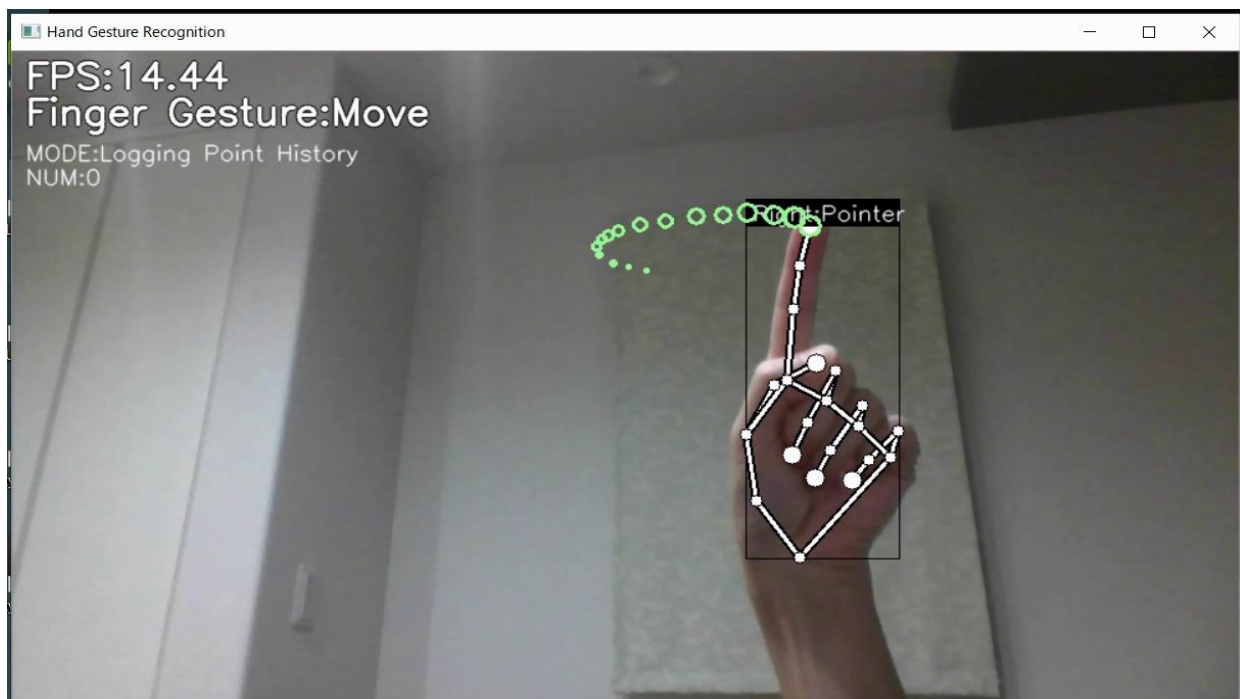 Hand Gesture Recognition
FPS:14.44
Finger Gesture:Move
MODE:Logging Point History
NUM:0
Right:Pointer